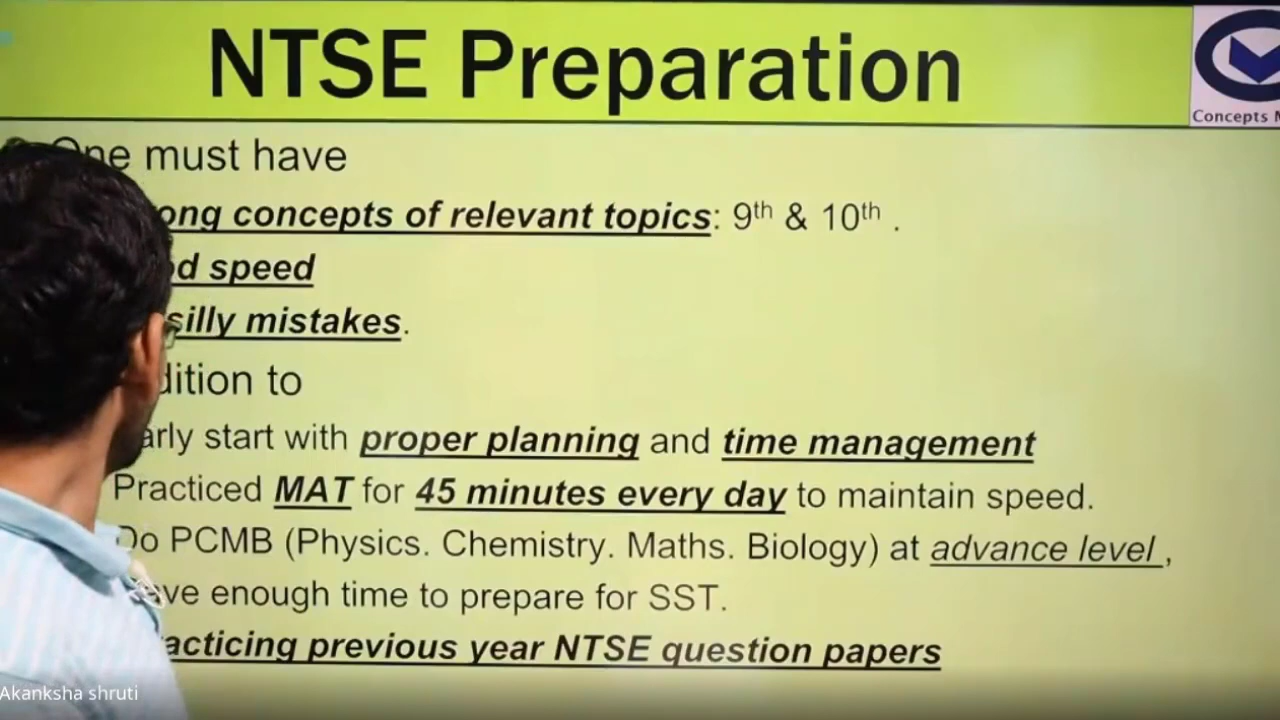 NTSE Preparation
Concepts
One must have
ong concepts of relevant topics: 9th & 10th .
d speed
silly mistakes.
dition to
arly start with proper planning and time management
Practiced MAT for 45 minutes every day to maintain speed.
Do PCMB (Physics. Chemistry. Maths. Biology) at advance level ,
ve enough time to prepare for SST.
acticing previous year NTSE question papers
Akanksha shruti